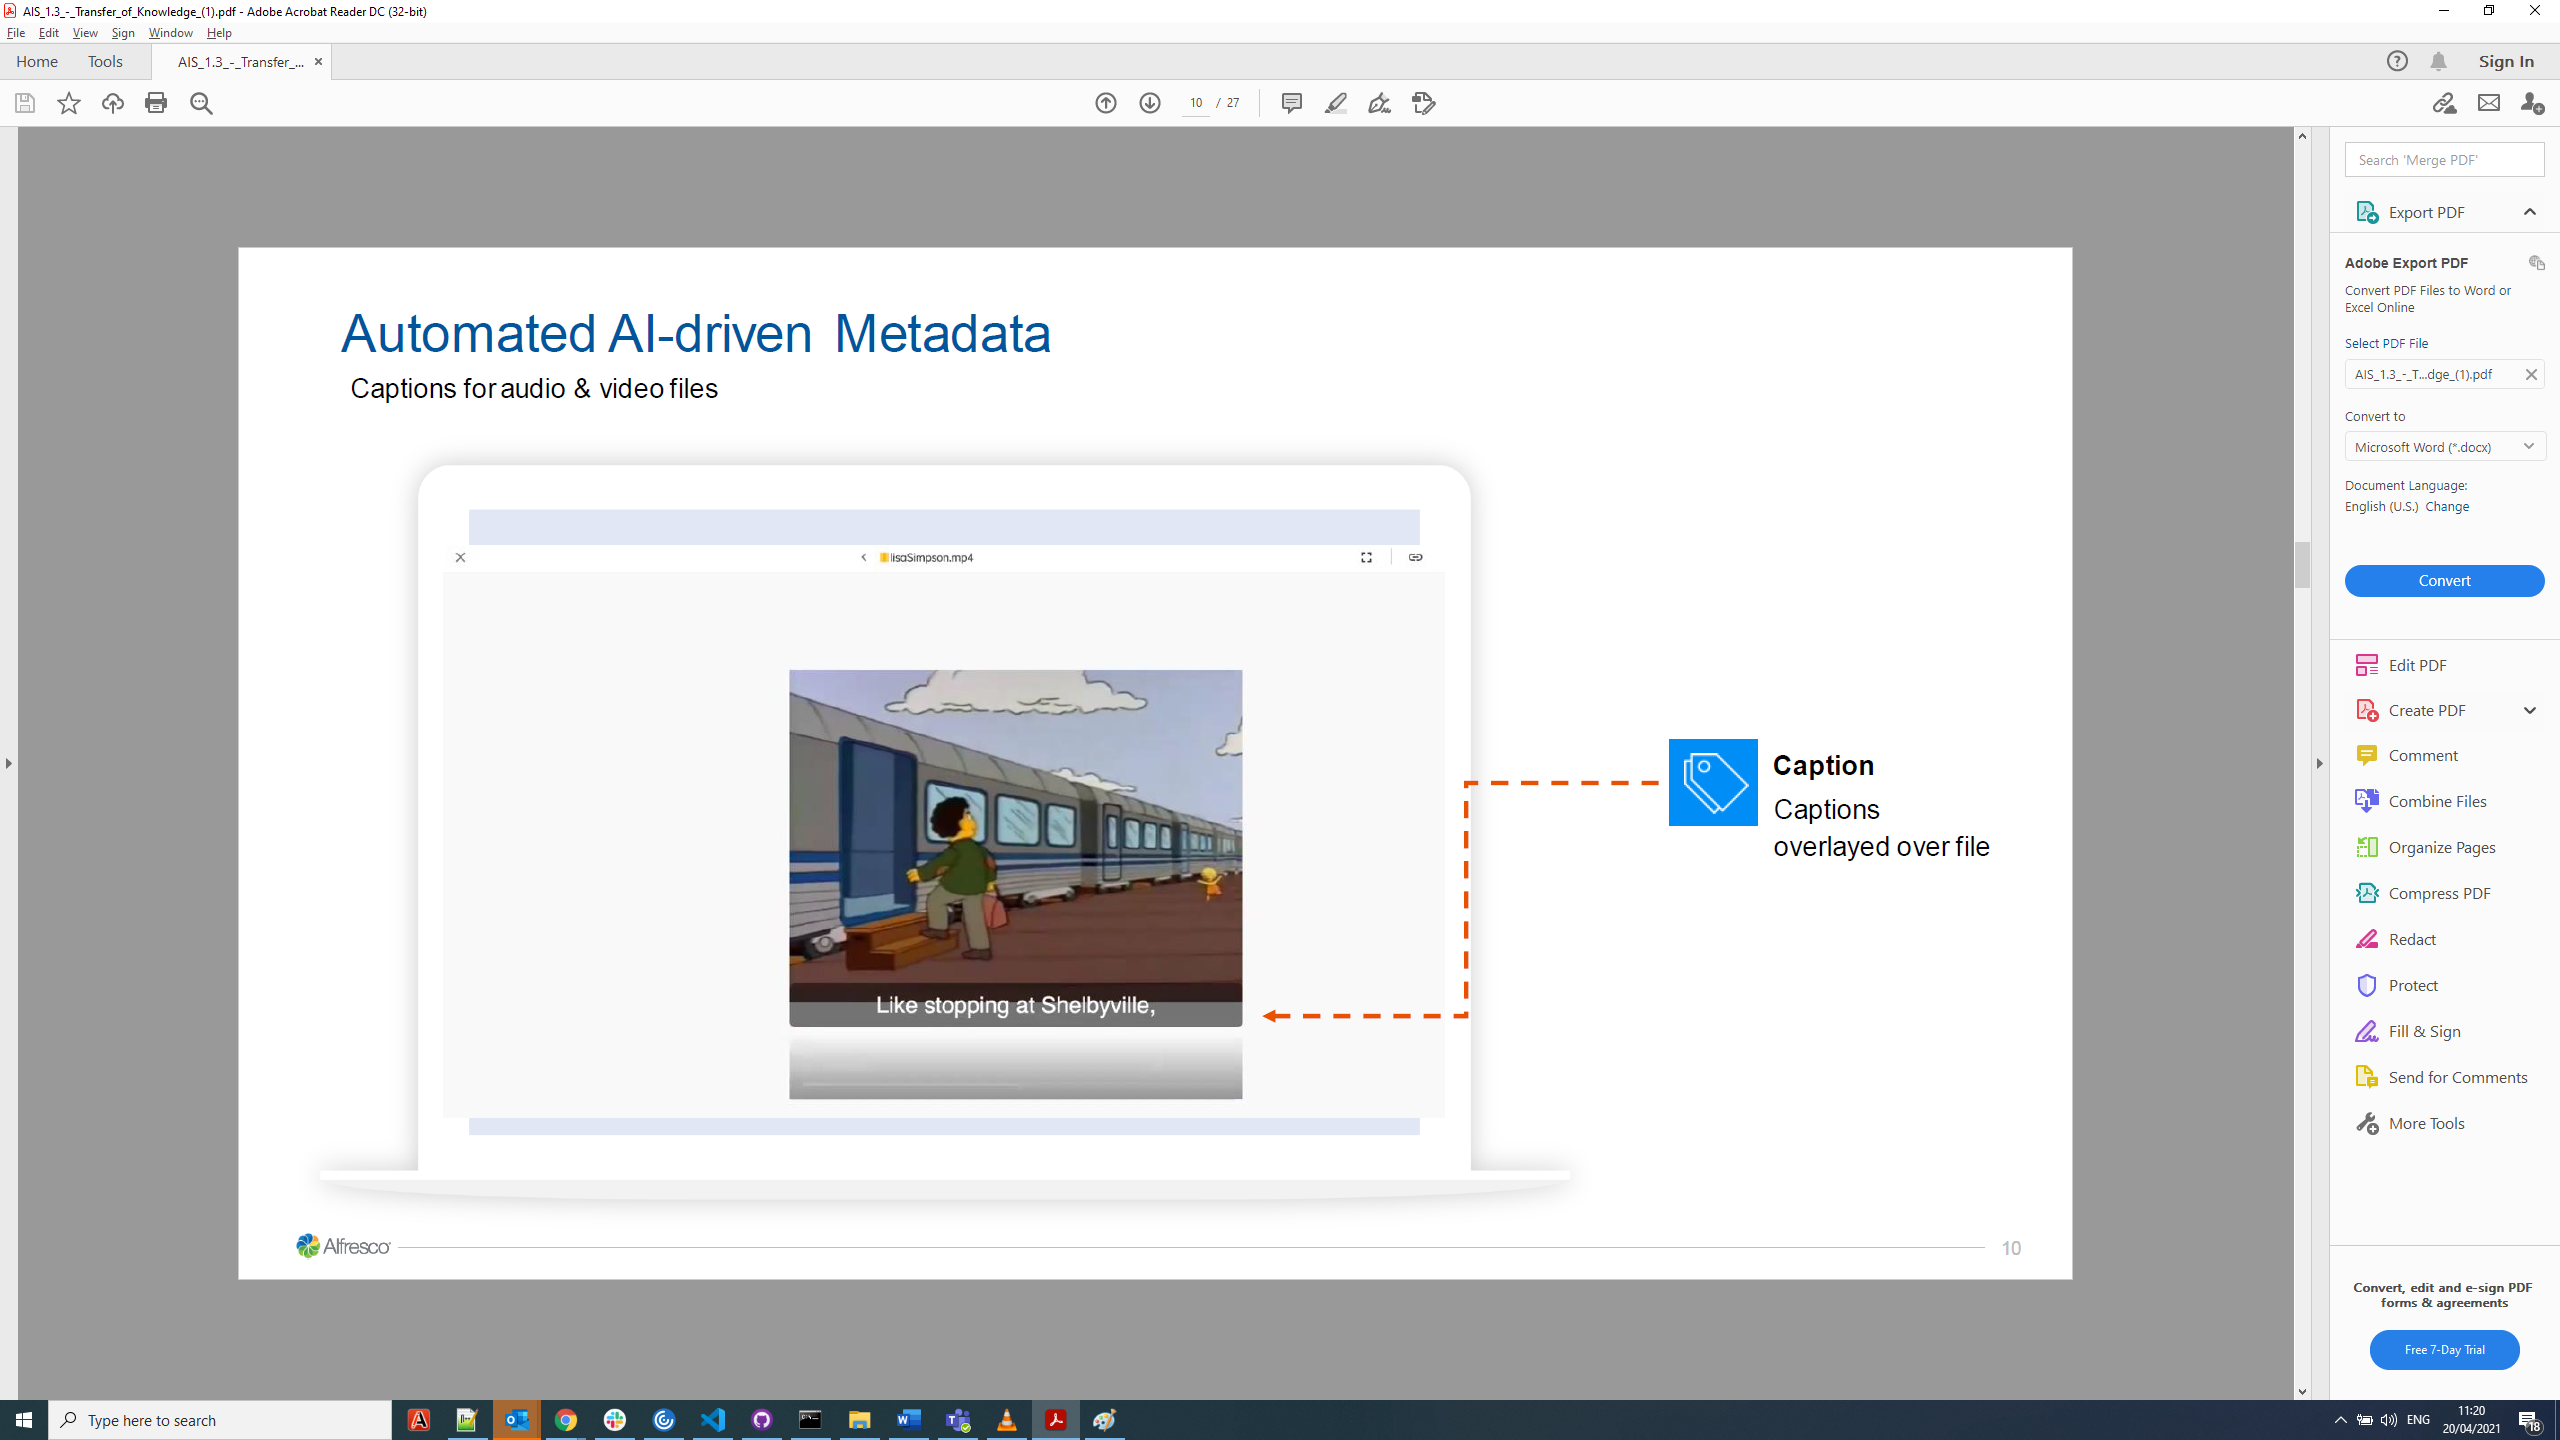 AIS_1.3_-_Transfer_of_Knowledge_(1).pdf - Adobe Acrobat Reader DC (32-bit)
File Edit View Sign Window Help
Home Tools AIS_1.3_-_Transfer_... Sign In
10 / 27
Search 'Merge PDF'
Export PDF
Adobe Export PDF
Convert PDF Files to Word or
Excel Online
Select PDF File
AIS_1.3_-_T...dge_(1).pdf
Convert to
Microsoft Word (*.docx)
Document Language:
English (U.S.) Change
Convert
Edit PDF
Create PDF
Comment
Combine Files
Organize Pages
Compress PDF
Redact
Protect
Fill & Sign
Send for Comments
More Tools
Convert, edit and e-sign PDF
forms & agreements
Free 7-Day Trial
Automated AI-driven Metadata
Captions for audio & video files
lisaSimpson.mp4
Like stopping at Shelbyville,
Caption
Captions
overlayed over file
Alfresco
10
Type here to search
ENG
11:20
20/04/2021
18